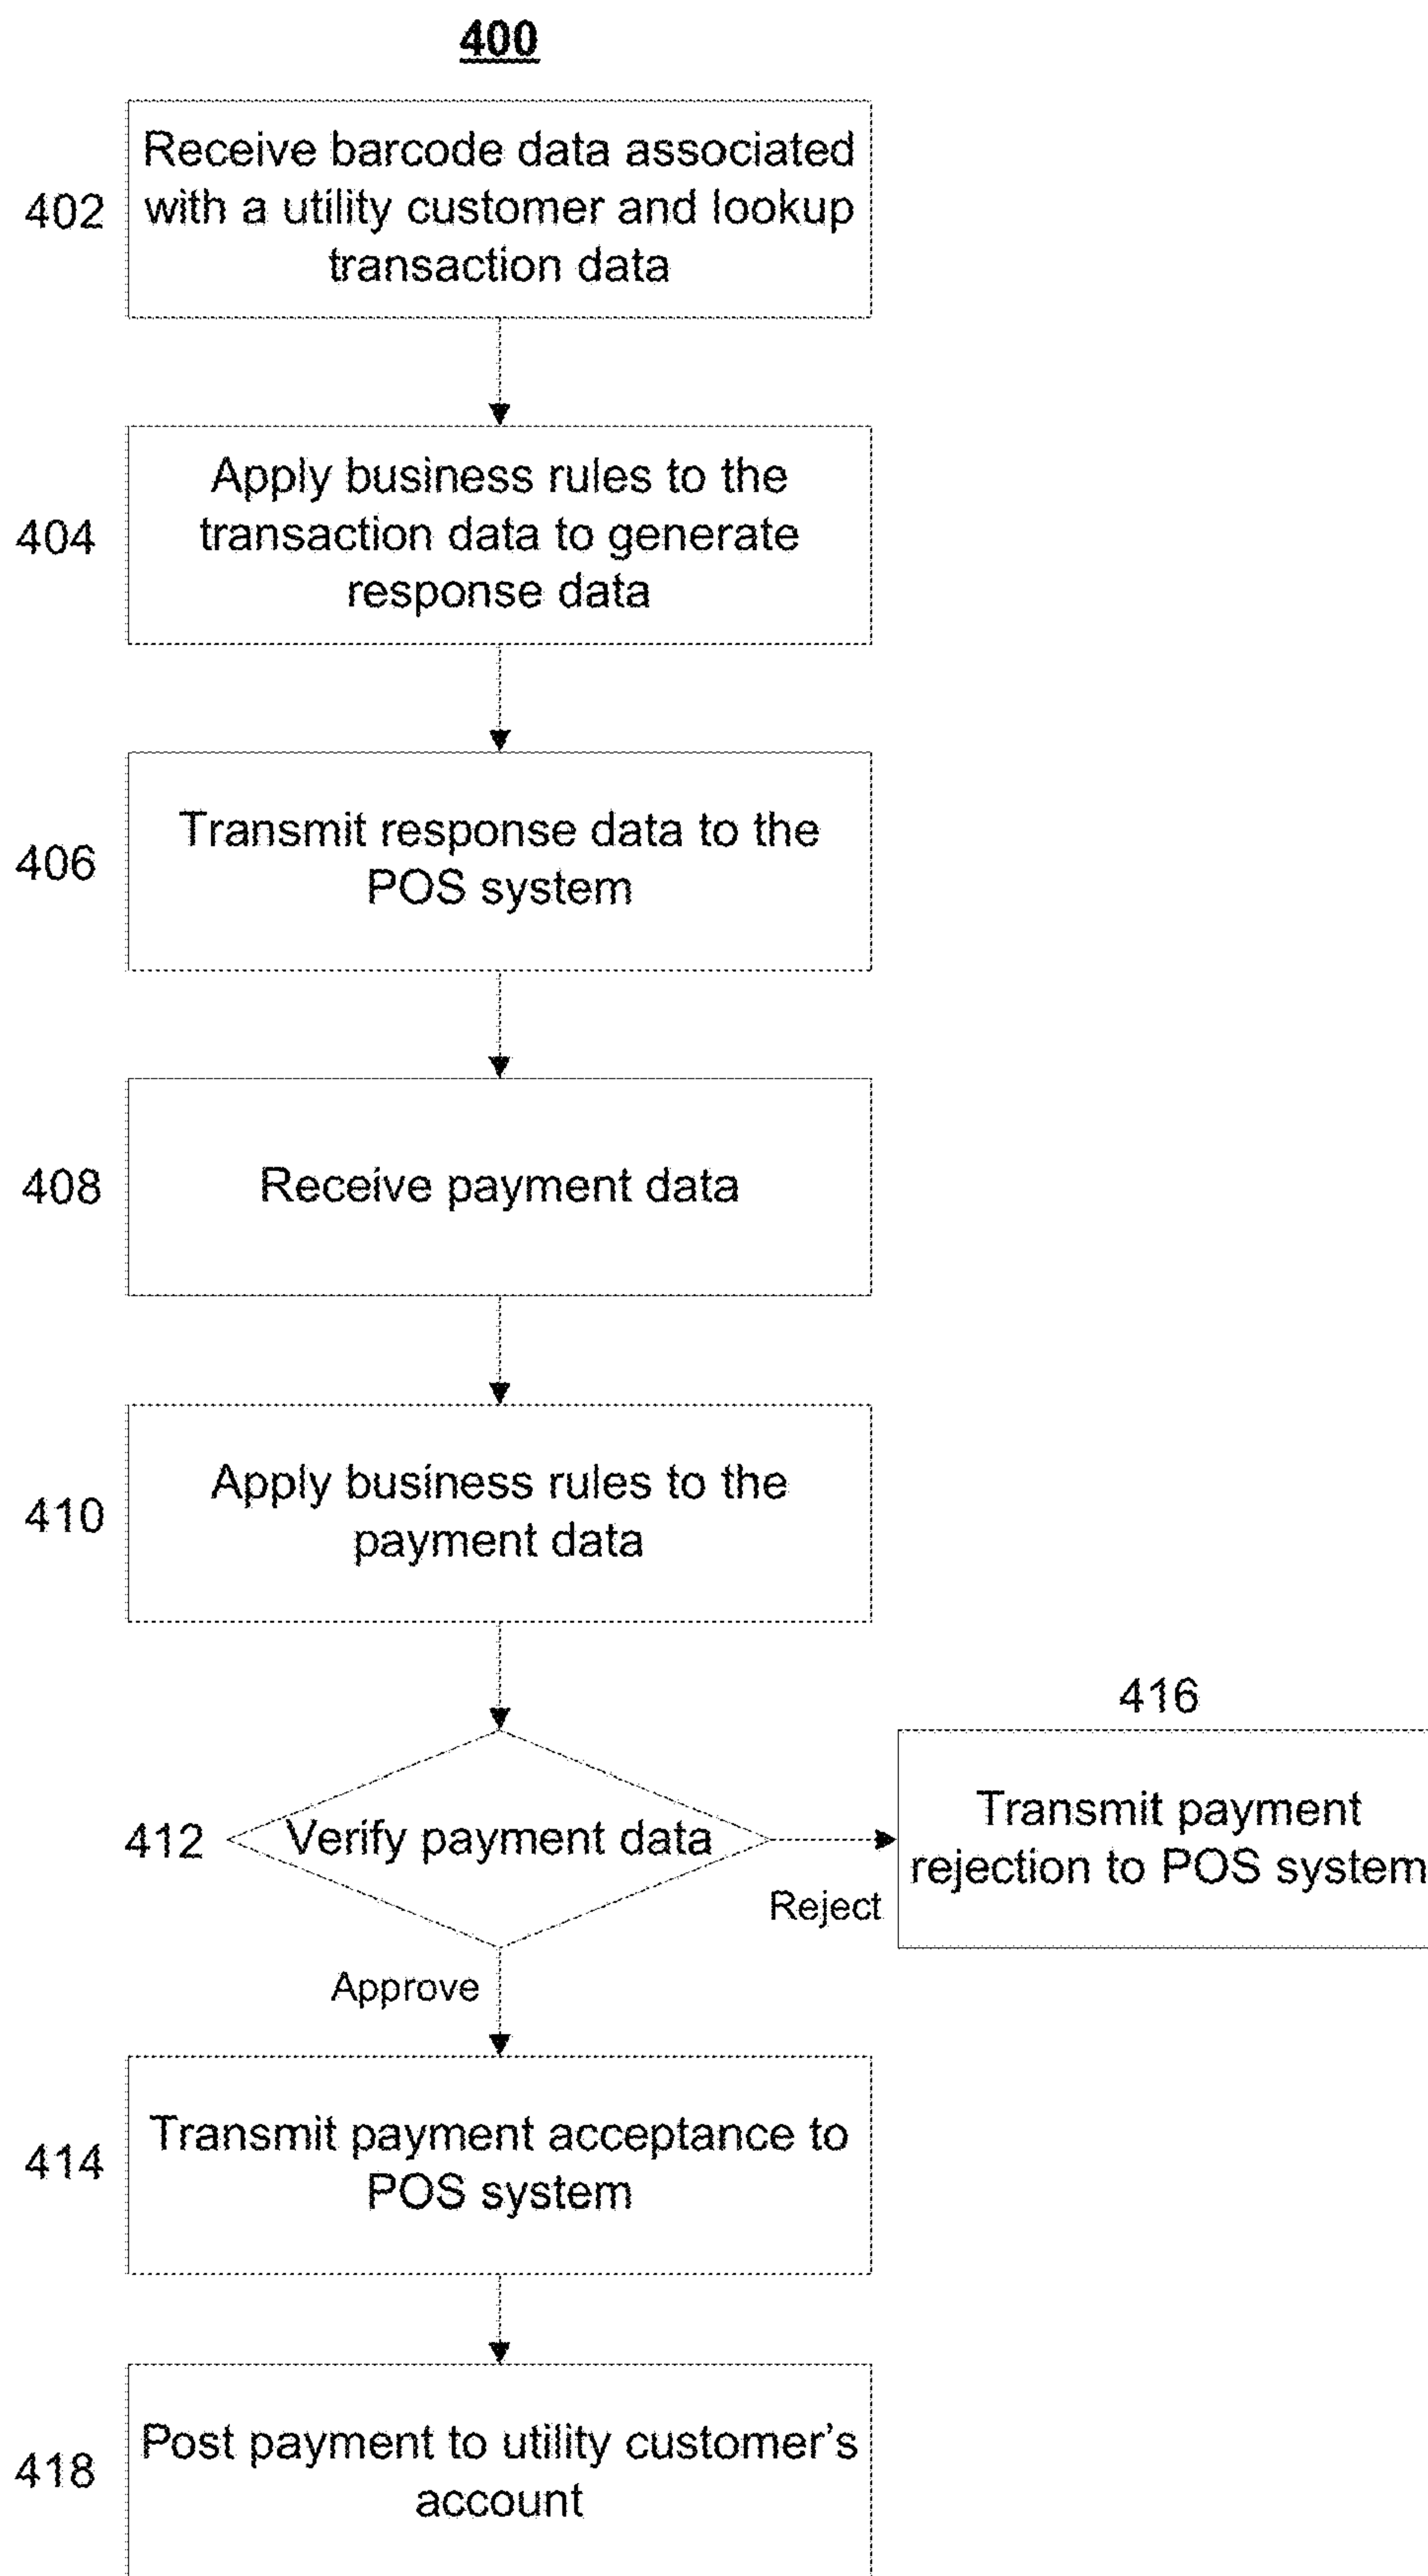 400
402
Receive barcode data associated
with a utility customer and lookup
transaction data
404
Apply business rules to the
transaction data to generate
response data
406
Transmit response data to the
POS system
408
Receive payment data
410
Apply business rules to the
payment data
412
Verify payment data
Reject
416
Transmit payment
rejection to POS system
Approve
414
Transmit payment acceptance to
POS system
418
Post payment to utility customer's
account